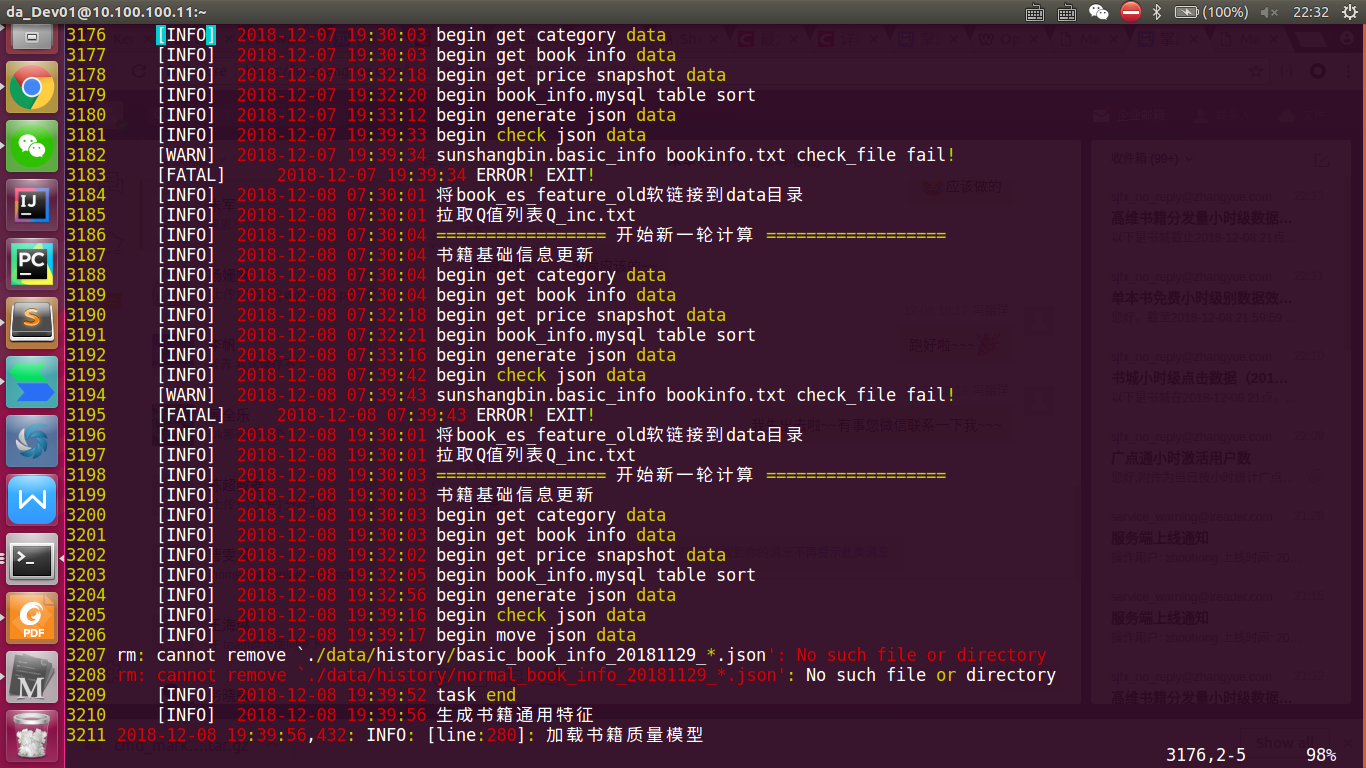 da_Dev01@10.100.100.11:~
(100%)
22:32
3176 [INFO] 2018-12-07 19:30:03 begin get category data
3177 [INFO] 2018-12-07 19:30:03 begin get book info data
3178 [INFO] 2018-12-07 19:32:18 begin get price snapshot data
3179 [INFO] 2018-12-07 19:32:20 begin book_info.mysql table sort
3180 [INFO] 2018-12-07 19:33:12 begin generate json data
3181 [INFO] 2018-12-07 19:39:33 begin check json data
3182 [WARN] 2018-12-07 19:39:34 sunshangbin.basic_info bookinfo.txt check_file fail!
3183 [FATAL] 2018-12-07 19:39:34 ERROR! EXIT!
3184 [INFO] 2018-12-08 07:30:01 将book_es_feature_old软链接到data目录
3185 [INFO] 2018-12-08 07:30:01 拉取Q值列表Q_inc.txt
3186 [INFO] 2018-12-08 07:30:04 ================= 开始新一轮计算 ==================
3187 [INFO] 2018-12-08 07:30:04 书籍基础信息更新
3188 [INFO] 2018-12-08 07:30:04 begin get category data
3189 [INFO] 2018-12-08 07:30:04 begin get book info data
3190 [INFO] 2018-12-08 07:32:18 begin get price snapshot data
3191 [INFO] 2018-12-08 07:32:21 begin book_info.mysql table sort
3192 [INFO] 2018-12-08 07:33:16 begin generate json data
3193 [INFO] 2018-12-08 07:39:42 begin check json data
3194 [WARN] 2018-12-08 07:39:43 sunshangbin.basic_info bookinfo.txt check_file fail!
3195 [FATAL] 2018-12-08 07:39:43 ERROR! EXIT!
3196 [INFO] 2018-12-08 19:30:01 将book_es_feature_old软链接到data目录
3197 [INFO] 2018-12-08 19:30:01 拉取Q值列表Q_inc.txt
3198 [INFO] 2018-12-08 19:30:03 ================= 开始新一轮计算 ==================
3199 [INFO] 2018-12-08 19:30:03 书籍基础信息更新
3200 [INFO] 2018-12-08 19:30:03 begin get category data
3201 [INFO] 2018-12-08 19:30:03 begin get book info data
3202 [INFO] 2018-12-08 19:32:02 begin get price snapshot data
3203 [INFO] 2018-12-08 19:32:05 begin book_info.mysql table sort
3204 [INFO] 2018-12-08 19:32:56 begin generate json data
3205 [INFO] 2018-12-08 19:39:16 begin check json data
3206 [INFO] 2018-12-08 19:39:17 begin move json data
3207 rm: cannot remove `./data/history/basic_book_info_20181129_*.json': No such file or directory
3208 rm: cannot remove `./data/history/normal_book_info_20181129_*.json': No such file or directory
3209 [INFO] 2018-12-08 19:39:52 task end
3210 [INFO] 2018-12-08 19:39:56 生成书籍通用特征
3211 2018-12-08 19:39:56,432: INFO: [line:280]: 加载书籍质量模型
3176,2-5 98%